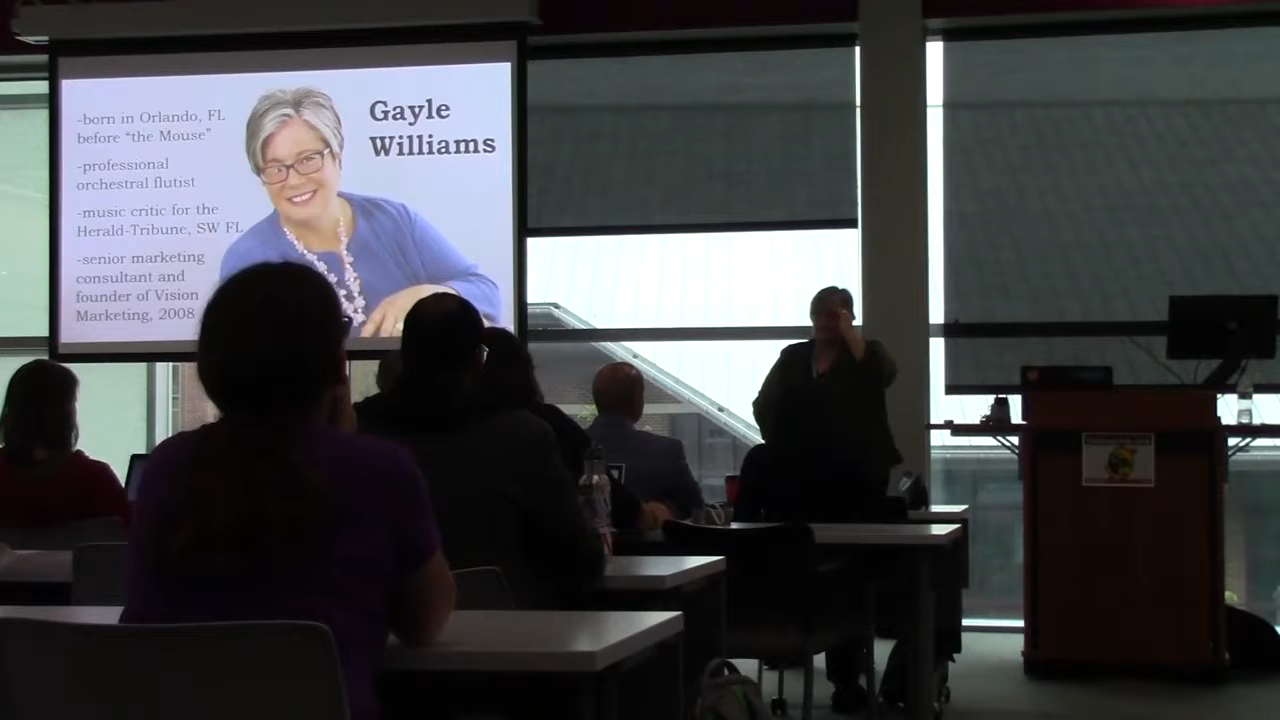 -born in Orlando, FL
before "the Mouse"
-professional
orchestral flutist
-music critic for the
Herald-Tribune, SW FL
-senior marketing
consultant and
founder of Vision
Marketing, 2008
Gayle
Williams